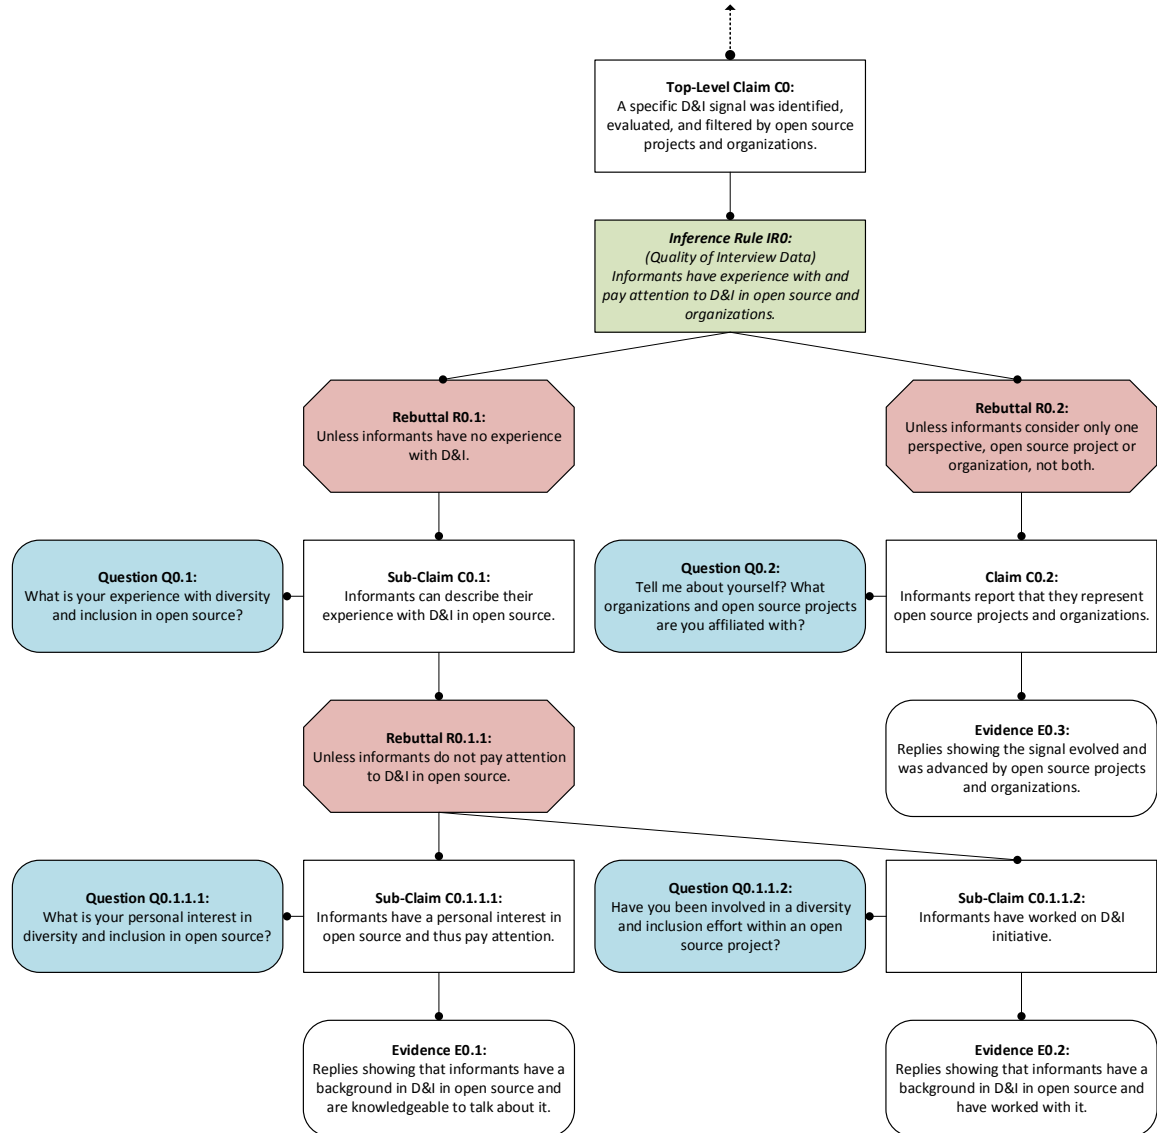 Top-Level Claim C0:
A specific D&I signal was identified,
evaluated, and filtered by open source
projects and organizations.
Inference Rule IR0:
(Quality of Interview Data)
Informants have experience with and
pay attention to D&I in open source and
organizations.
Rebuttal R0.1:
Unless informants have no experience
with D&I.
Rebuttal R0.2:
Unless informants consider only one
perspective, open source project or
organization, not both.
Question Q0.1:
What is your experience with diversity
and inclusion in open source?
Sub-Claim C0.1:
Informants can describe their
experience with D&I in open source.
Question Q0.2:
Tell me about yourself? What
organizations and open source projects
are you affiliated with?
Claim C0.2:
Informants report that they represent
open source projects and organizations.
Rebuttal R0.1.1:
Unless informants do not pay attention
to D&I in open source.
Evidence E0.3:
Replies showing the signal evolved and
was advanced by open source projects
and organizations.
Question Q0.1.1.1:
What is your personal interest in
diversity and inclusion in open source?
Sub-Claim C0.1.1.1:
Informants have a personal interest in
open source and thus pay attention.
Question Q0.1.1.2:
Have you been involved in a diversity
and inclusion effort within an open
source project?
Sub-Claim C0.1.1.2:
Informants have worked on D&I
initiative.
Evidence E0.1:
Replies showing that informants have a
background in D&I in open source and
are knowledgeable to talk about it.
Evidence E0.2:
Replies showing that informants have a
background in D&I in open source and
have worked with it.